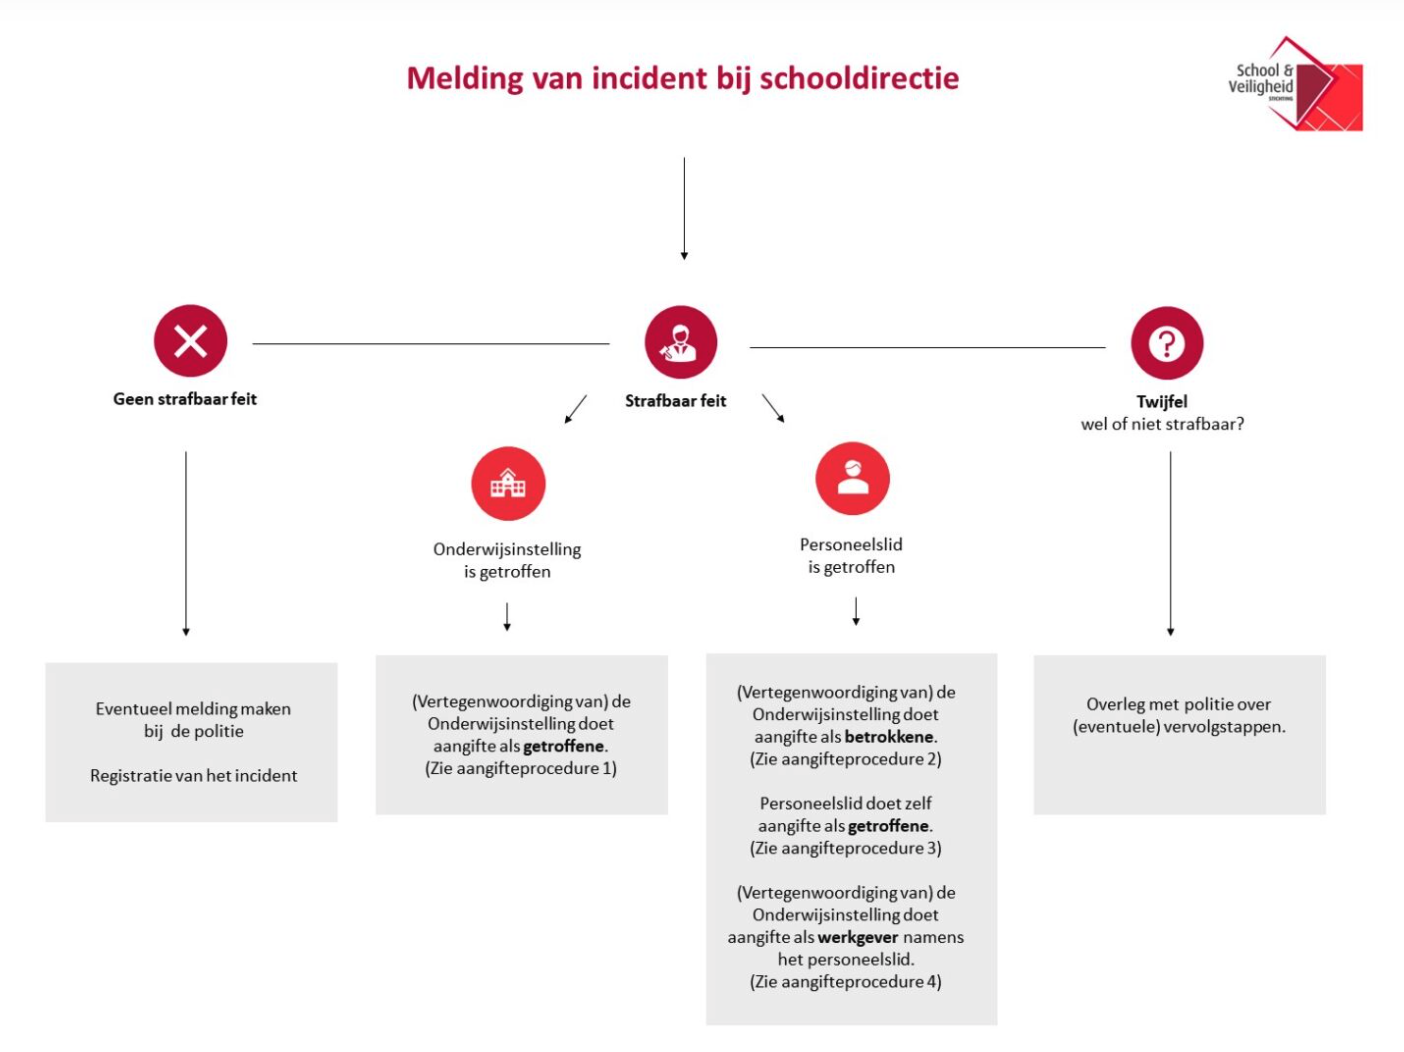 Melding van incident bij schooldirectie
School &
Veiligheid
STICHTING
Geen strafbaar feit
Strafbaar feit
Twijfel
wel of niet strafbaar?
Onderwijsinstelling
is getroffen
Personeelslid
is getroffen
Eventueel melding maken
bij de politie
Registratie van het incident
(Vertegenwoordiging van) de
Onderwijsinstelling doet
aangifte als getroffene.
(Zie aangifteprocedure 1)
(Vertegenwoordiging van) de
Onderwijsinstelling doet
aangifte als betrokkene.
(Zie aangifteprocedure 2)
Personeelslid doet zelf
aangifte als getroffene.
(Zie aangifteprocedure 3)
(Vertegenwoordiging van) de
Onderwijsinstelling doet
aangifte als werkgever namens
het personeelslid.
(Zie aangifteprocedure 4)
Overleg met politie over
(eventuele) vervolgstappen.